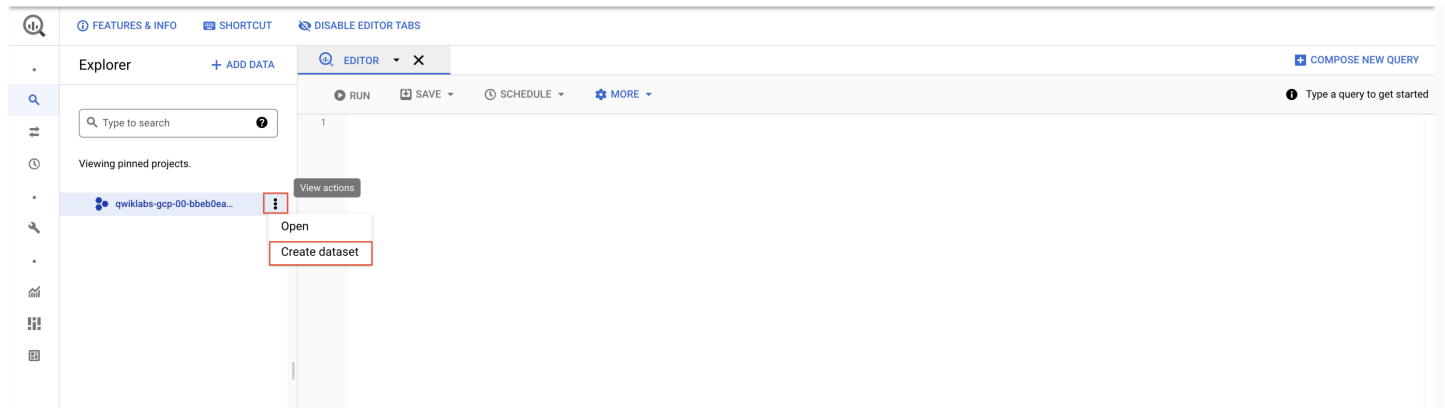 FEATURES & INFO SHORTCUT DISABLE EDITOR TABS
Explorer + ADD DATA
EDITOR
COMPOSE NEW QUERY
RUN SAVE SCHEDULE MORE
Type a query to get started
Type to search
1
Viewing pinned projects.
View actions
qwiklabs-gcp-00-bbeb0ea...
Open
Create dataset